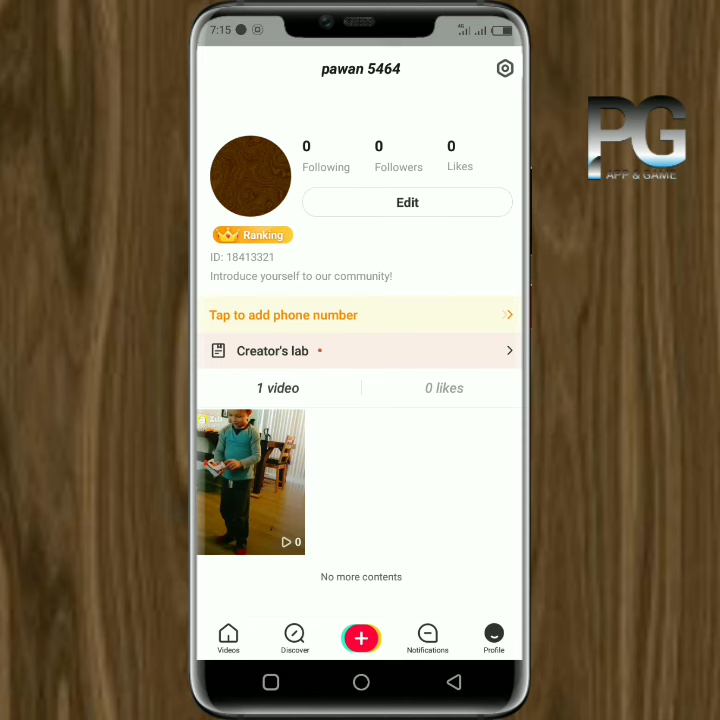 7:15
4G
pawan 5464
PG
APP & GAME
0 0 0
Following Followers Likes
Edit
Ranking
ID: 18413321
Introduce yourself to our community!
Tap to add phone number
Creator's lab
1 video 0 likes
0
No more contents
Videos Discover Notifications Profile